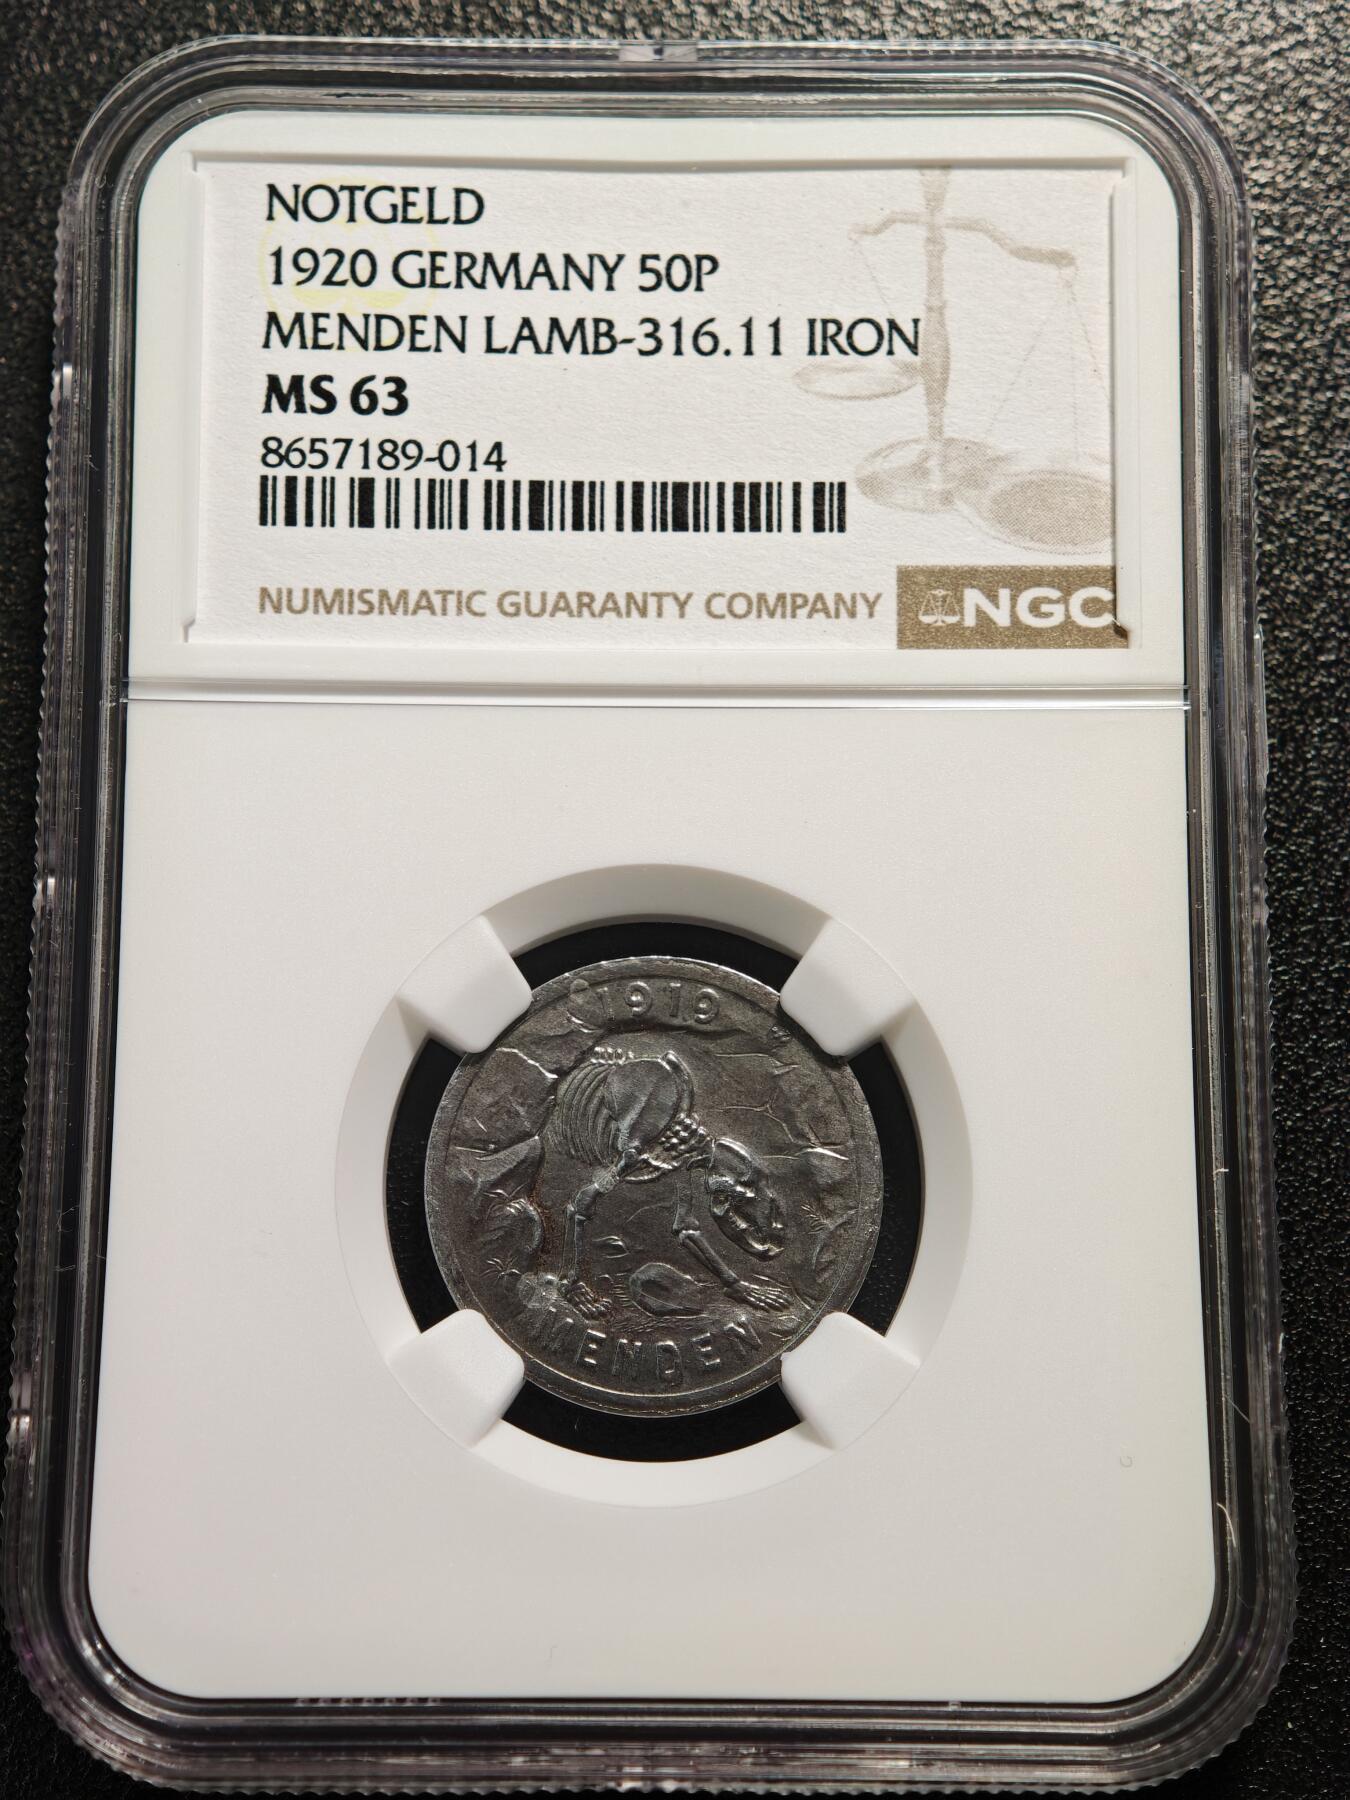 NOTGELD
1920 GERMANY 50P
MENDEN LAMB-316.11 IRON
MS 63
8657189-014
NUMISMATIC GUARANTY COMPANY NGC
1919
MENDEN